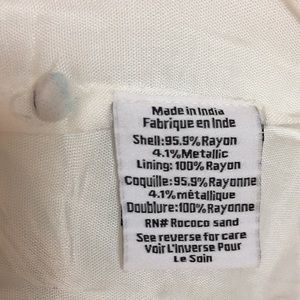 Made in India
Fabrique en Inde
Shell:95.9%Rayon
4.1%Metallic
Lining: 100% Rayon
Coquille: 95.9%Rayonne
4.1% métallique
Doublure:100%Rayonne
RN# Rococo sand
See reverse for care
Voir L'Inverse Pour
Le Soin